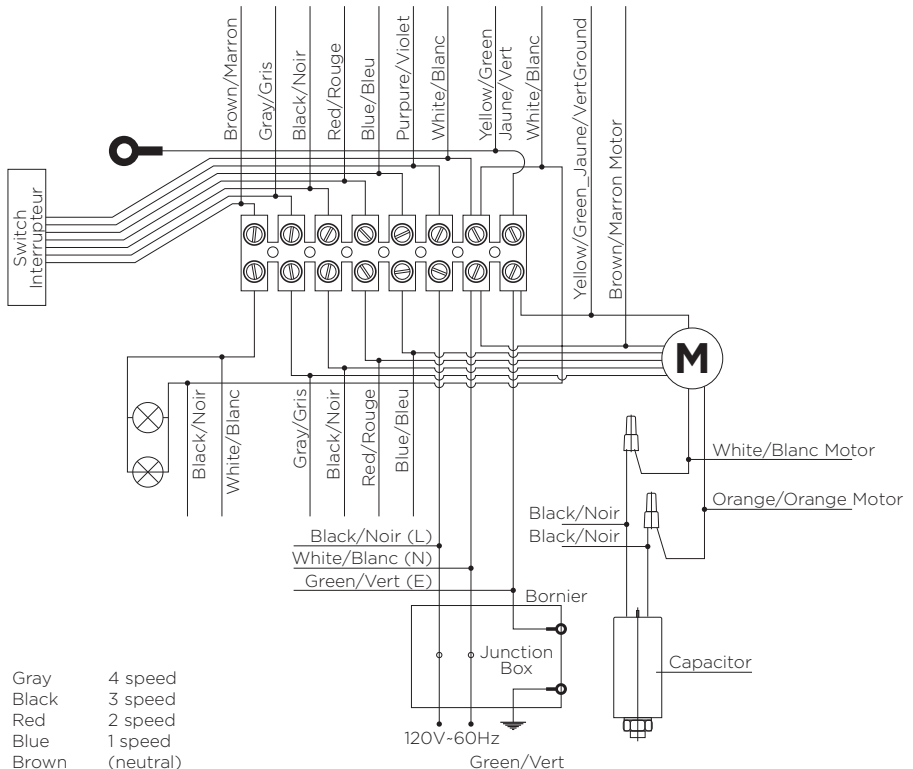 Brown/Marron
Gray/Gris
Black/Noir
Red/Rouge
Blue/Bleu
Purpure/Violet
White/Blanc
Yellow/Green
Jaune/Vert
White/Blanc
Yellow/Green_Jaune/VertGround
Brown/Marron Motor
Switch
Interrupteur
M
Black/Noir
White/Blanc
Gray/Gris
Black/Noir
Red/Rouge
Blue/Bleu
White/Blanc Motor
Orange/Orange Motor
Black/Noir
Black/Noir
Black/Noir (L)
White/Blanc (N)
Green/Vert (E)
Bornier
Junction
Box
Capacitor
120V~60Hz
Green/Vert
Gray 4 speed
Black 3 speed
Red 2 speed
Blue 1 speed
Brown (neutral)